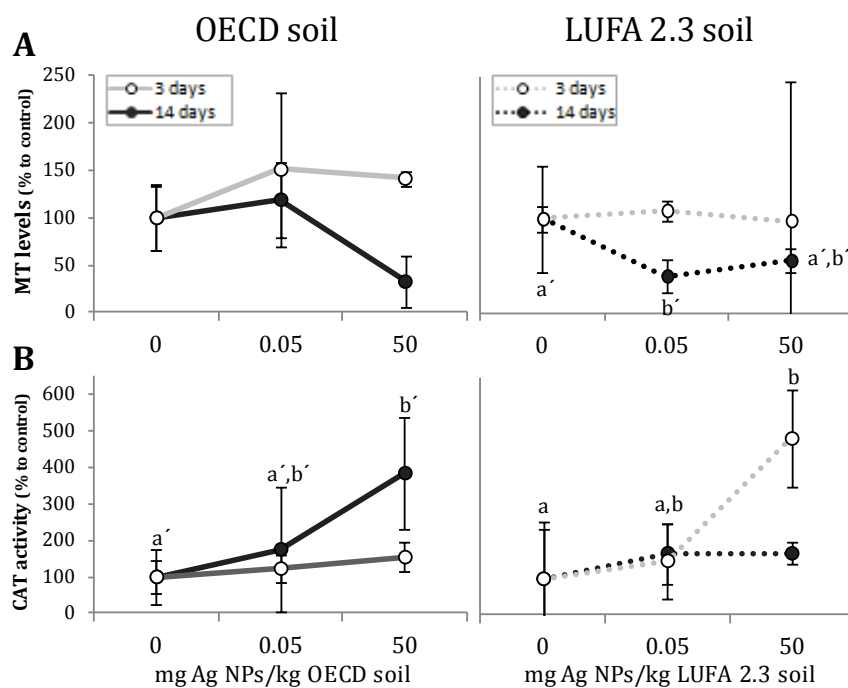 OECD soil
LUFA 2.3 soil
A
MT levels (% to control)
250
200
150
100
50
0
3 days
14 days
0
0.05
50
3 days
14 days
a´
b´
a´,b´
0
0.05
50
B
CAT activity (% to control)
600
500
400
300
200
100
0
a´
a´,b´
b´
0
0.05
50
mg Ag NPs/kg OECD soil
a
a,b
b
0
0.05
50
mg Ag NPs/kg LUFA 2.3 soil